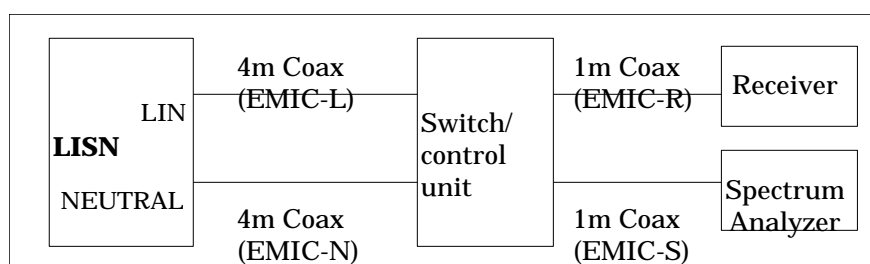 4m Coax
(EMIC-L)
1m Coax
(EMIC-R)
Receiver
LIN
LISN
NEUTRAL
Switch/
control
unit
4m Coax
(EMIC-N)
1m Coax
(EMIC-S)
Spectrum
Analyzer